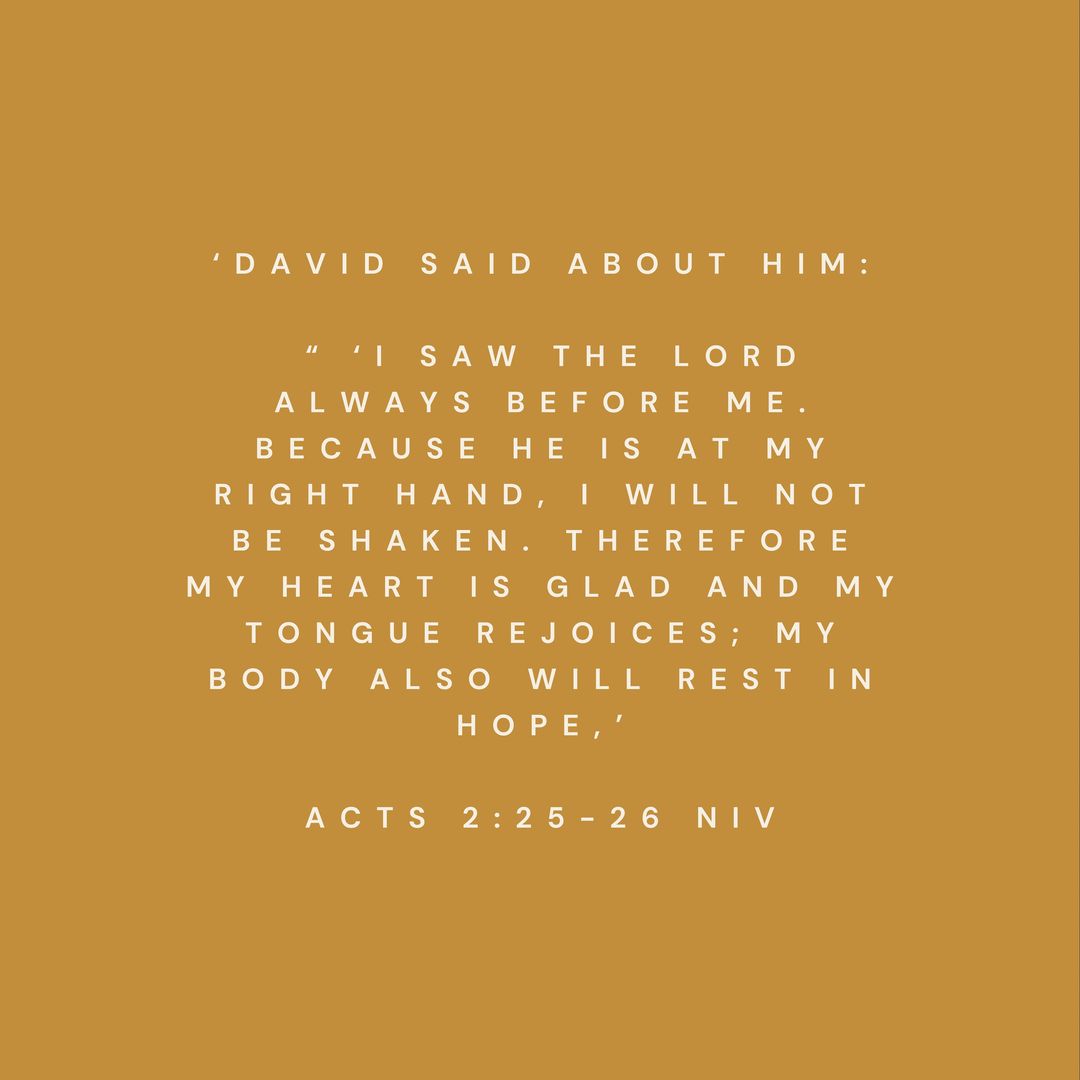 ‘DAVID SAID ABOUT HIM:
“ ‘I SAW THE LORD
ALWAYS BEFORE ME.
BECAUSE HE IS AT MY
RIGHT HAND, I WILL NOT
BE SHAKEN. THEREFORE
MY HEART IS GLAD AND MY
TONGUE REJOICES; MY
BODY ALSO WILL REST IN
HOPE,’
ACTS 2:25-26 NIV